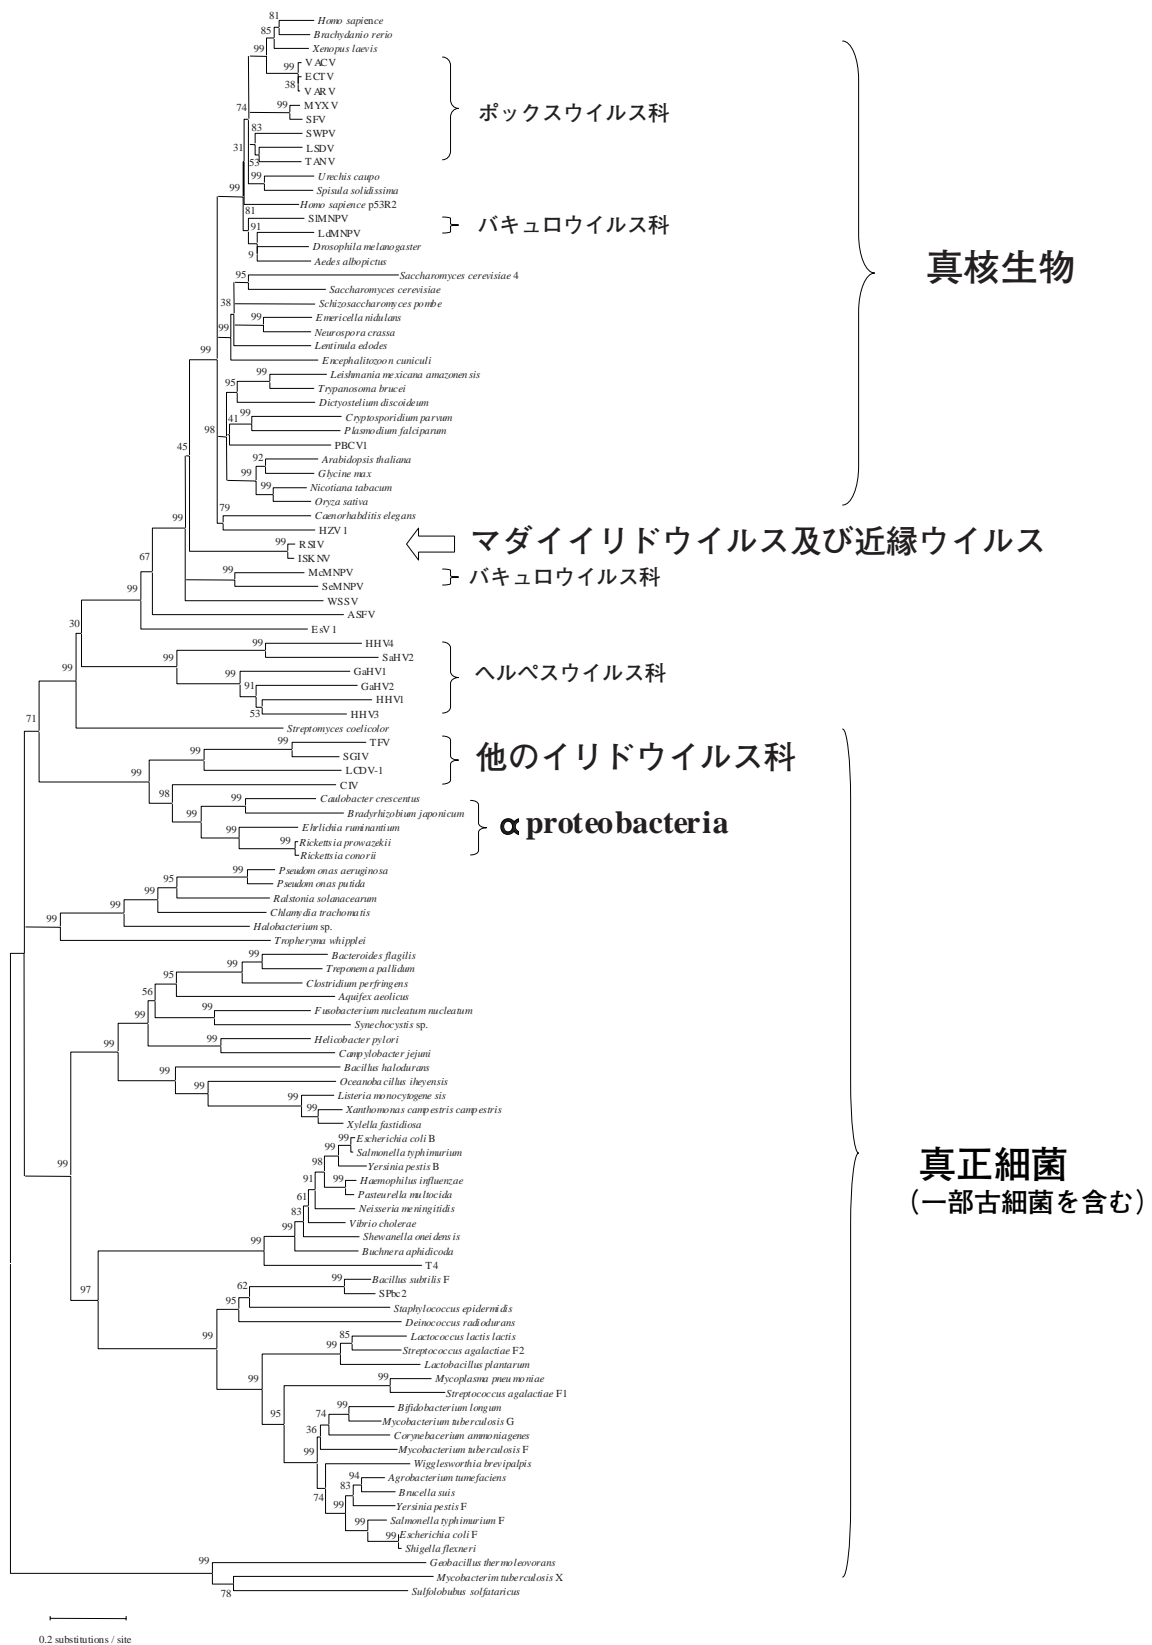 81
Homo sapience
85
Brachydanio rerio
99
Xenopus laevis
99
VACV
ECTV
38
VARV
74
99
MYXV
SFV
ポックスウイルス科
83
SWPV
31
LSDV
53
TANV
99
Urechis caupo
Spisula solidissima
99
Homo sapience p53R2
81
SlMNPV
91
LdMNPV
バキュロウイルス科
9
Drosophila melanogaster
Aedes albopictus
真核生物
95
Saccharomyces cerevisiae 4
Saccharomyces cerevisiae
38
Schizosaccharomyces pombe
99
Emericella nidulans
99
Neurospora crassa
Lentinula edodes
99
Encephalitozoon cuniculi
99
Leishmania mexicana amazonensis
95
Trypanosoma brucei
Dictyostelium discoideum
41
99
Cryptosporidium parvum
98
Plasmodium falciparum
45
PBCV1
92
Arabidopsis thaliana
99
Glycine max
99
Nicotiana tabacum
Oryza sativa
79
Caenorhabditis elegans
99
HZV1
99
RSIV
マダイイリドウイルス及び近縁ウイルス
67
ISKNV
99
McMNPV
バキュロウイルス科
99
SeMNPV
WSSV
ASFV
30
EsV1
99
HHV4
99
SaHV2
99
99
GaHV1
ヘルペスウイルス科
91
GaHV2
HHV1
53
HHV3
71
Streptomyces coelicolor
99
TFV
99
SGIV
他のイリドウイルス科
99
LCDV-1
98
CIV
99
Caulobacter crescentus
99
Bradyrhizobium japonicum
99
Ehrlichia ruminantium
α proteobacteria
99
Rickettsia prowazekii
Rickettsia conorii
99
Pseudomonas aeruginosa
95
Pseudomonas putida
99
Ralstonia solanacearum
99
Chlamydia trachomatis
99
Halobacterium sp.
Tropheryma whipplei
99
Bacteroides flagilis
99
Treponema pallidum
95
Clostridium perfringens
56
Aquifex aeolicus
99
99
Fusobacterium nucleatum nucleatum
Synechocystis sp.
99
99
Helicobacter pylori
Campylobacter jejuni
99
Bacillus halodurans
99
Oceanobacillus iheyensis
99
Listeria monocytogene sis
99
Xanthomonas campestris campestris
Xylella fastidiosa
99
Escherichia coli B
99
Salmonella typhimurium
98
Yersinia pestis B
99
91
99
Haemophilus influenzae
真正細菌
61
Pasteurella multocida
(一部古細菌を含む)
83
Neisseria meningitidis
99
Vibrio cholerae
Shewanella oneidensis
99
Buchnera aphidicoda
T4
97
62
99
Bacillus subtilis F
95
SPbc2
Staphylococcus epidermidis
99
Deinococcus radiodurans
85
Lactococcus lactis lactis
99
Streptococcus agalactiae F2
Lactobacillus plantarum
99
99
Mycoplasma pneumoniae
Streptococcus agalactiae F1
95
99
Bifidobacterium longum
74
Mycobacterium tuberculosis G
36
Corynebacerium ammoniagenes
99
Mycobacterium tuberculosis F
Wigglesworthia brevipalpis
94
Agrobacterium tumefaciens
83
74
Brucella suis
99
Yersinia pestis F
99
Salmonella typhimurium F
99
Escherichia coli F
Shigella flexneri
99
Geobacillus thermoleovorans
Mycobacterim tuberculosis X
78
Sulfolobubus solfataricus
0.2 substitutions / site